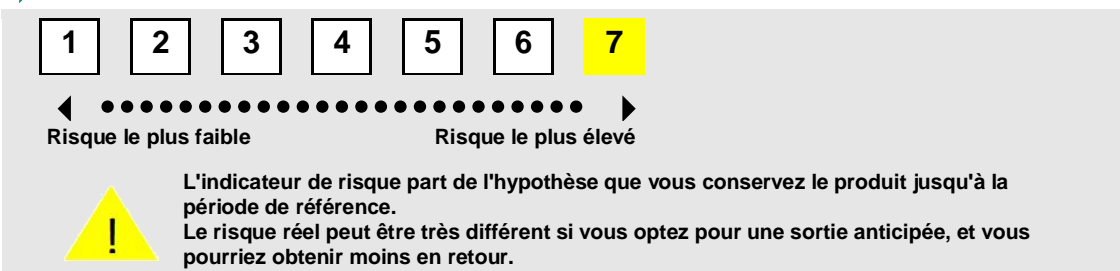 1 2 3 4 5 6 7
Risque le plus faible Risque le plus élevé
L'indicateur de risque part de l'hypothèse que vous conservez le produit jusqu'à la
période de référence.
! Le risque réel peut être très différent si vous optez pour une sortie anticipée, et vous
pourriez obtenir moins en retour.